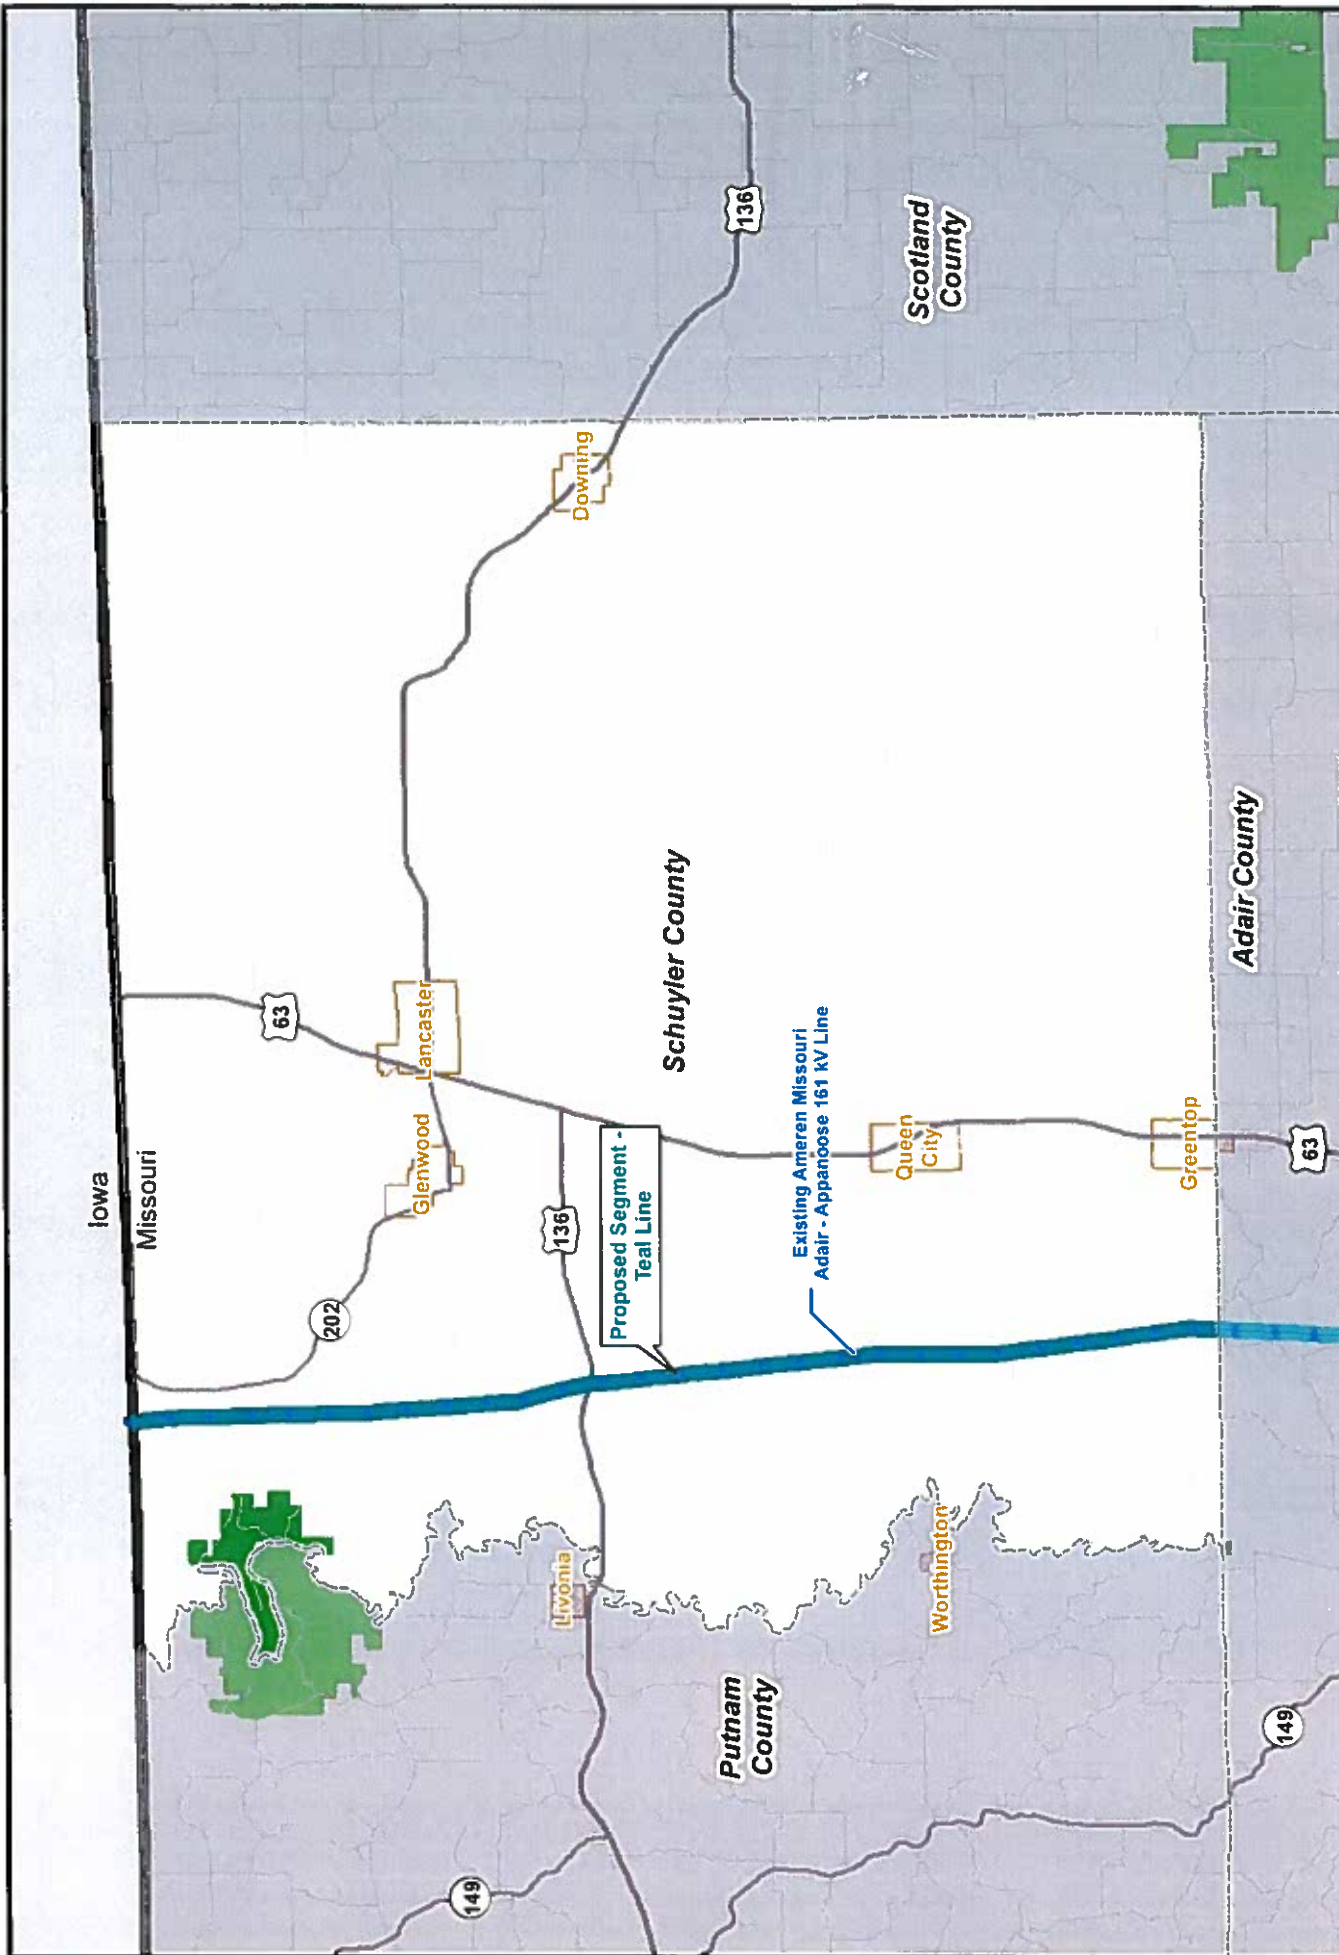 Iowa
Missouri
63
202
Glenwood
Lancaster
Downing
136
Livonia
136
Proposed Segment -
Teal Line
149
Schuyler County
Scotland
County
Putnam
County
Existing Ameren Missouri
Adair - Appanoose 161 kV Line
Queen
City
Worthington
Greentop
Adair County
149
63